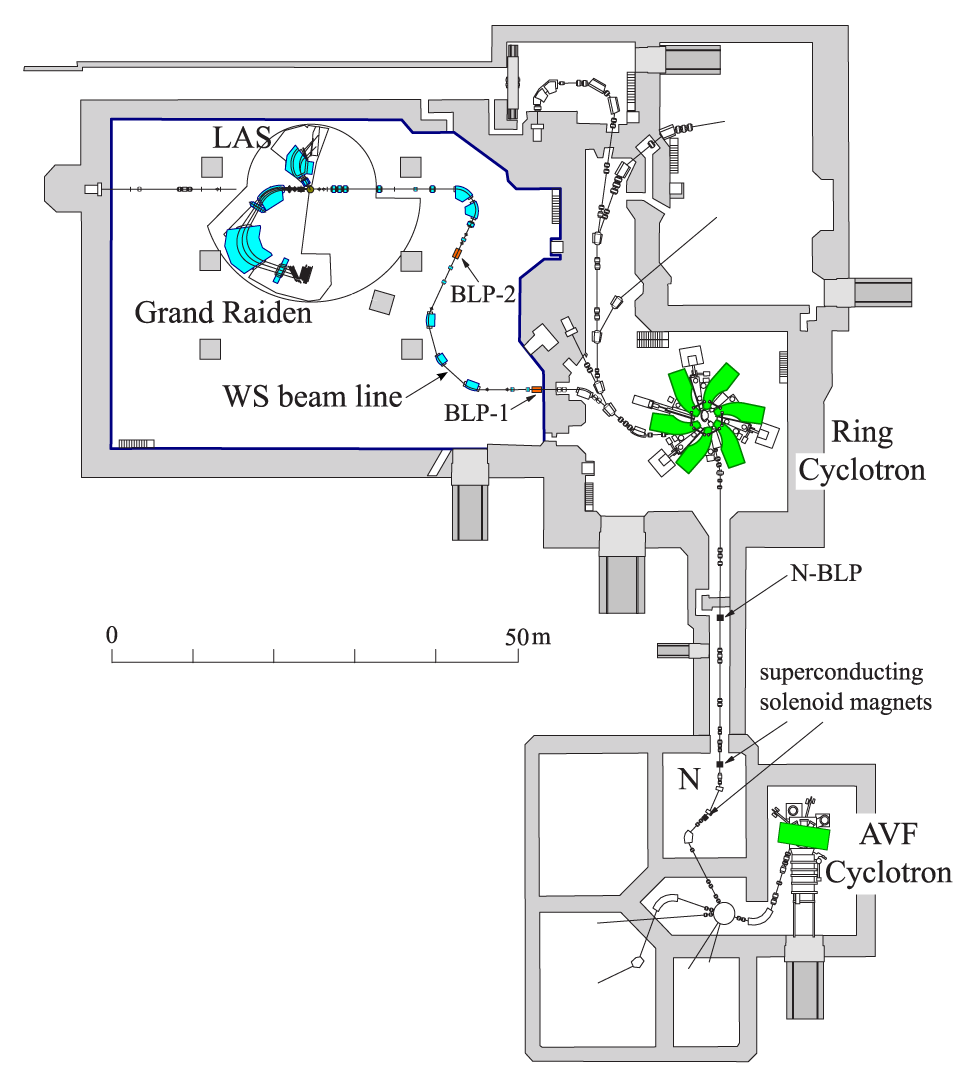 LAS
BLP-2
Grand Raiden
WS beam line
BLP-1
Ring
Cyclotron
N-BLP
0
50 m
superconducting
solenoid magnets
N
AVF
Cyclotron